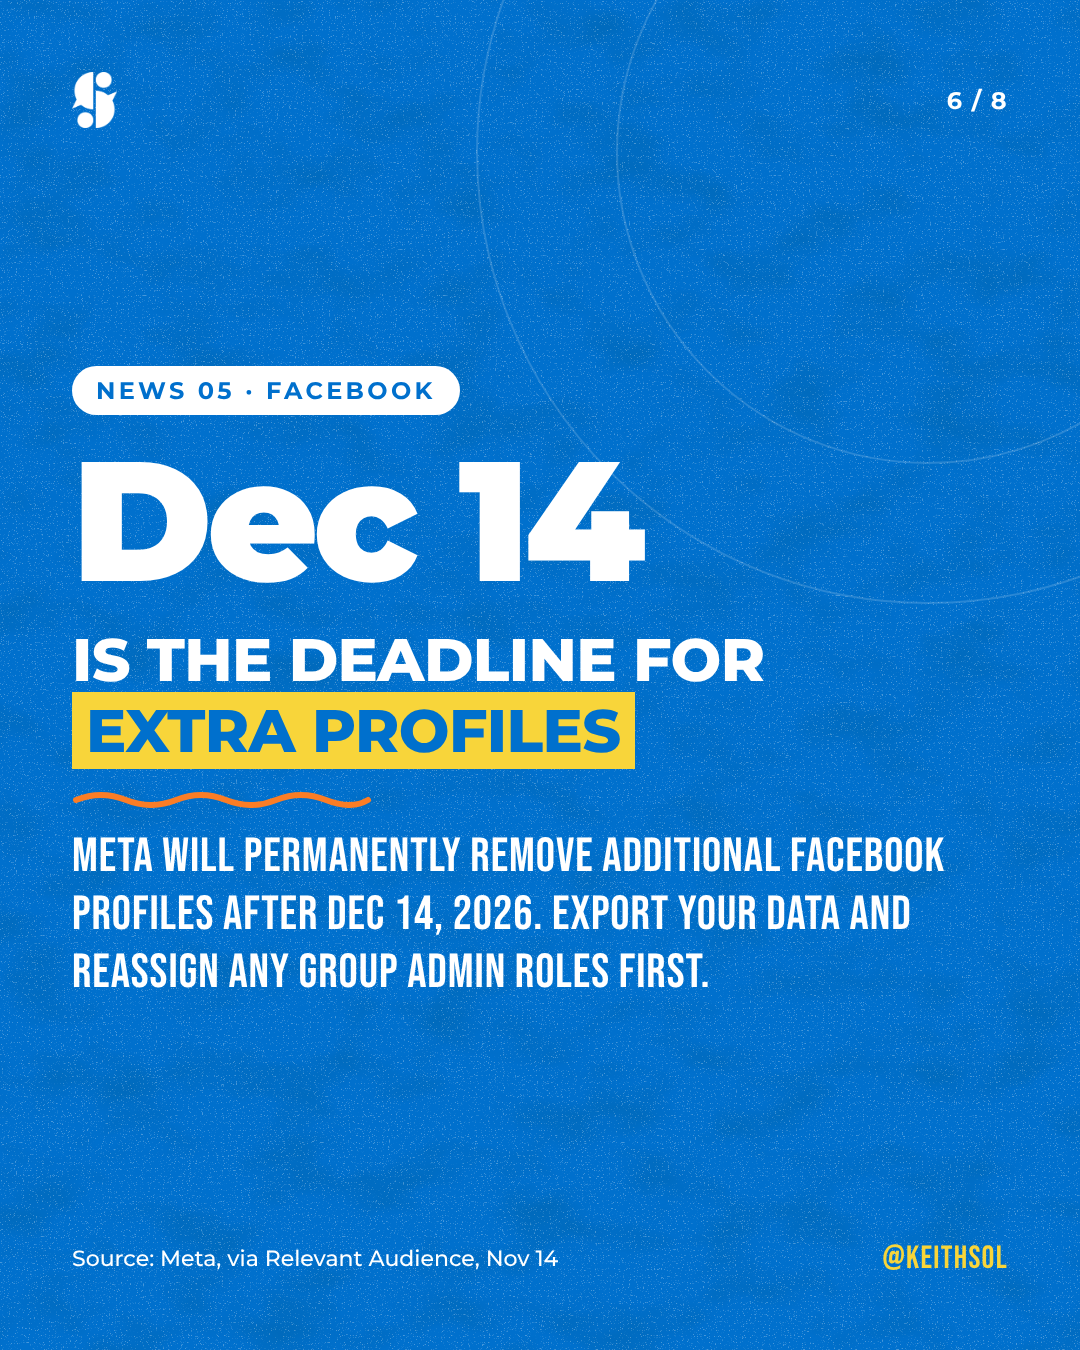 6 / 8
NEWS 05 · FACEBOOK
Dec 14
IS THE DEADLINE FOR
EXTRA PROFILES
META WILL PERMANENTLY REMOVE ADDITIONAL FACEBOOK
PROFILES AFTER DEC 14, 2026. EXPORT YOUR DATA AND
REASSIGN ANY GROUP ADMIN ROLES FIRST.
Source: Meta, via Relevant Audience, Nov 14
@KEITHSOL